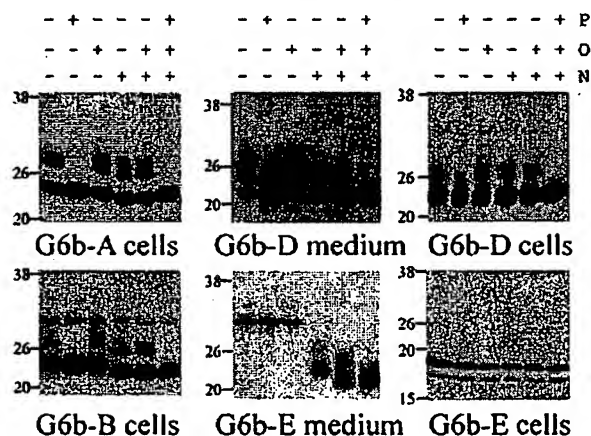 - + - - - + - + - - - + - + - - - + P
- - + - + + - - + - + + - - + - + + O
- - - + + + - - - + + + - - - + + + N
38 38 38
26 26 26
20 20 20
G6b-A cells G6b-D medium G6b-D cells
38 38 38
26 26 26
20 20 20
15
G6b-B cells G6b-E medium G6b-E cells